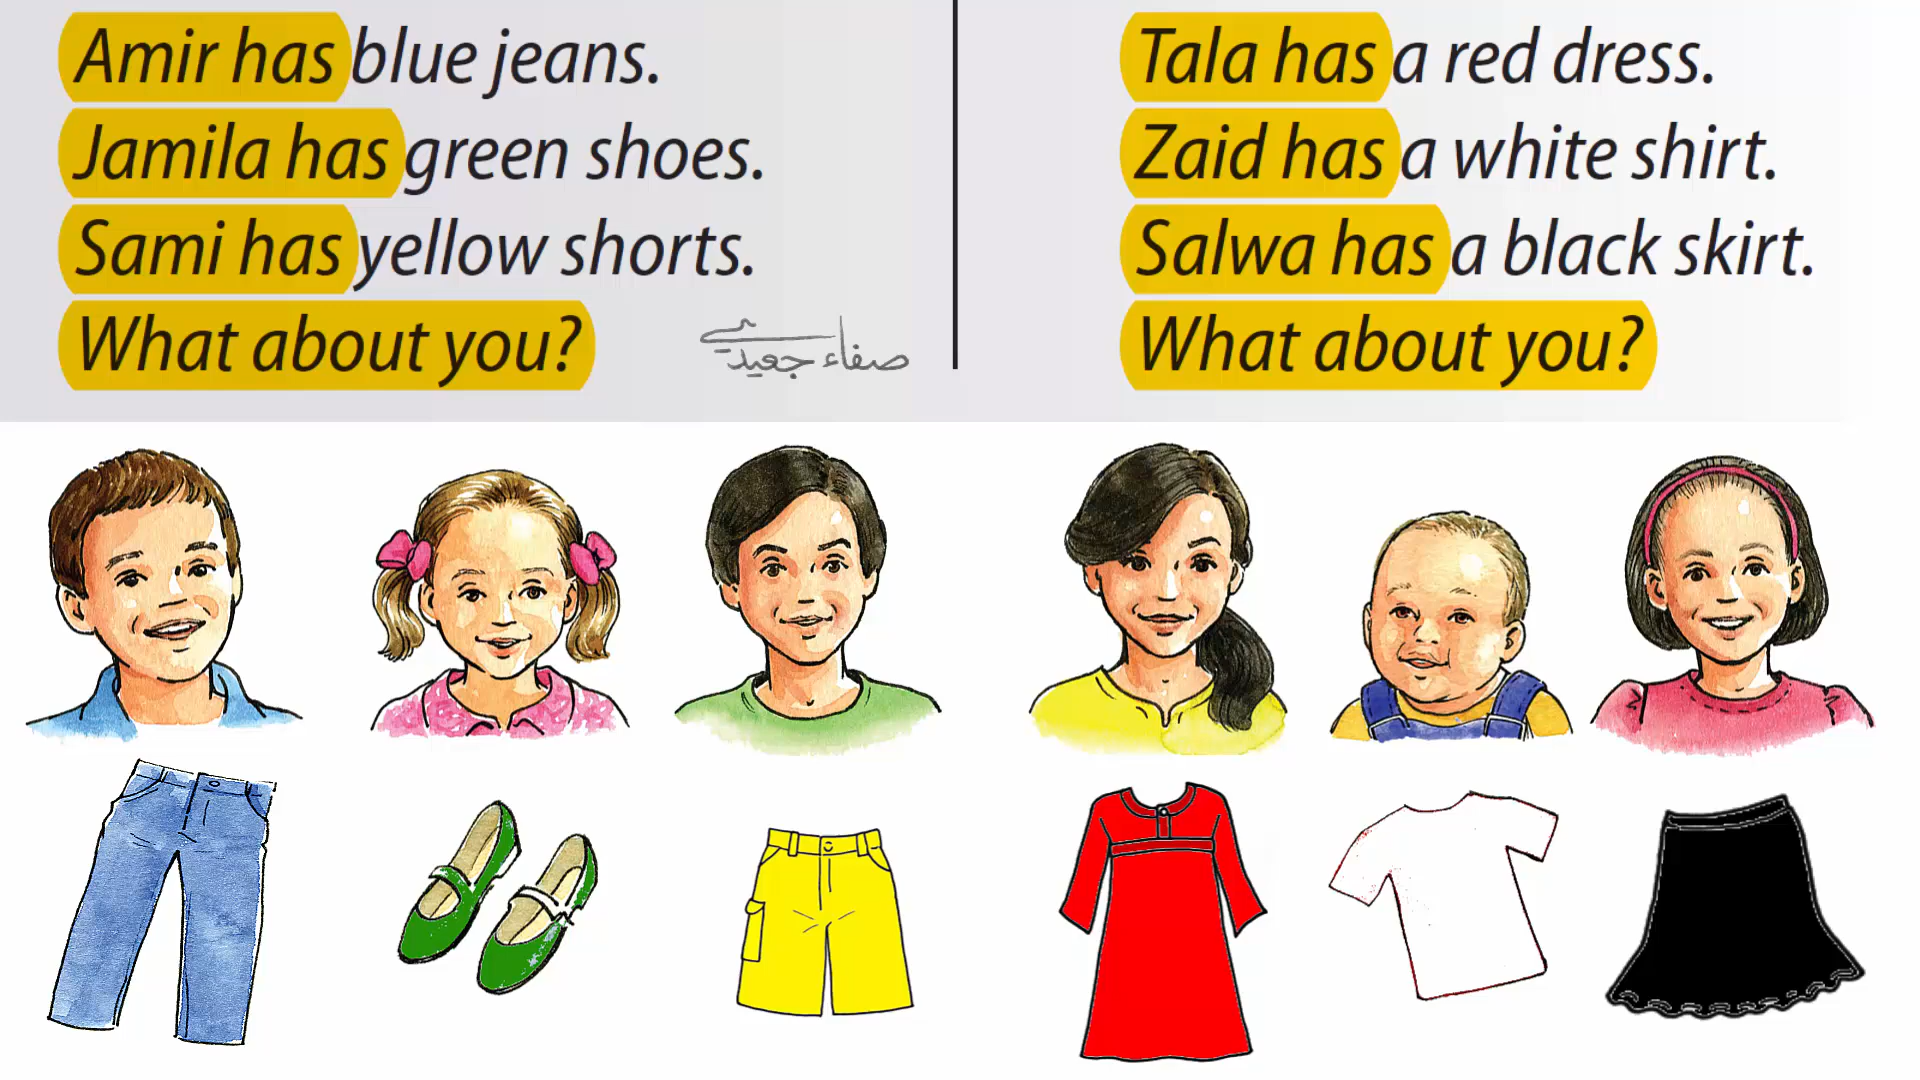 Amir has blue jeans.
Jamila has green shoes.
Sami has yellow shorts.
What about you?
صفاء جعيدي
Tala has a red dress.
Zaid has a white shirt.
Salwa has a black skirt.
What about you?